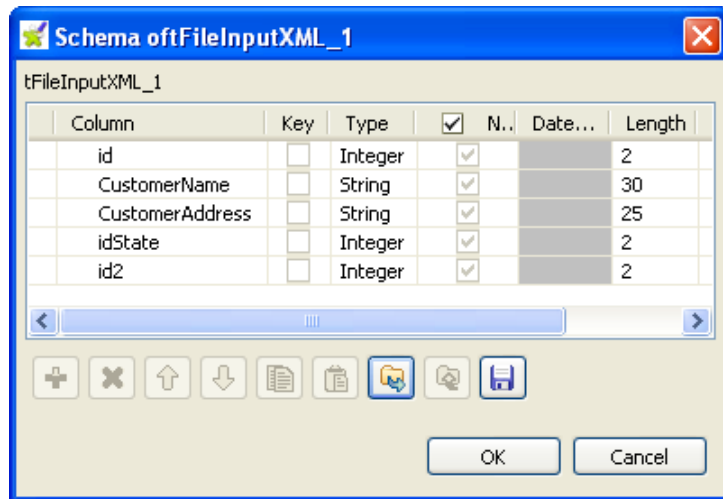 Schema oftFileInputXML_1
tFileInputXML_1
Column Key Type N.. Date... Length
id Integer 2
CustomerName String 30
CustomerAddress String 25
idState Integer 2
id2 Integer 2
OK Cancel